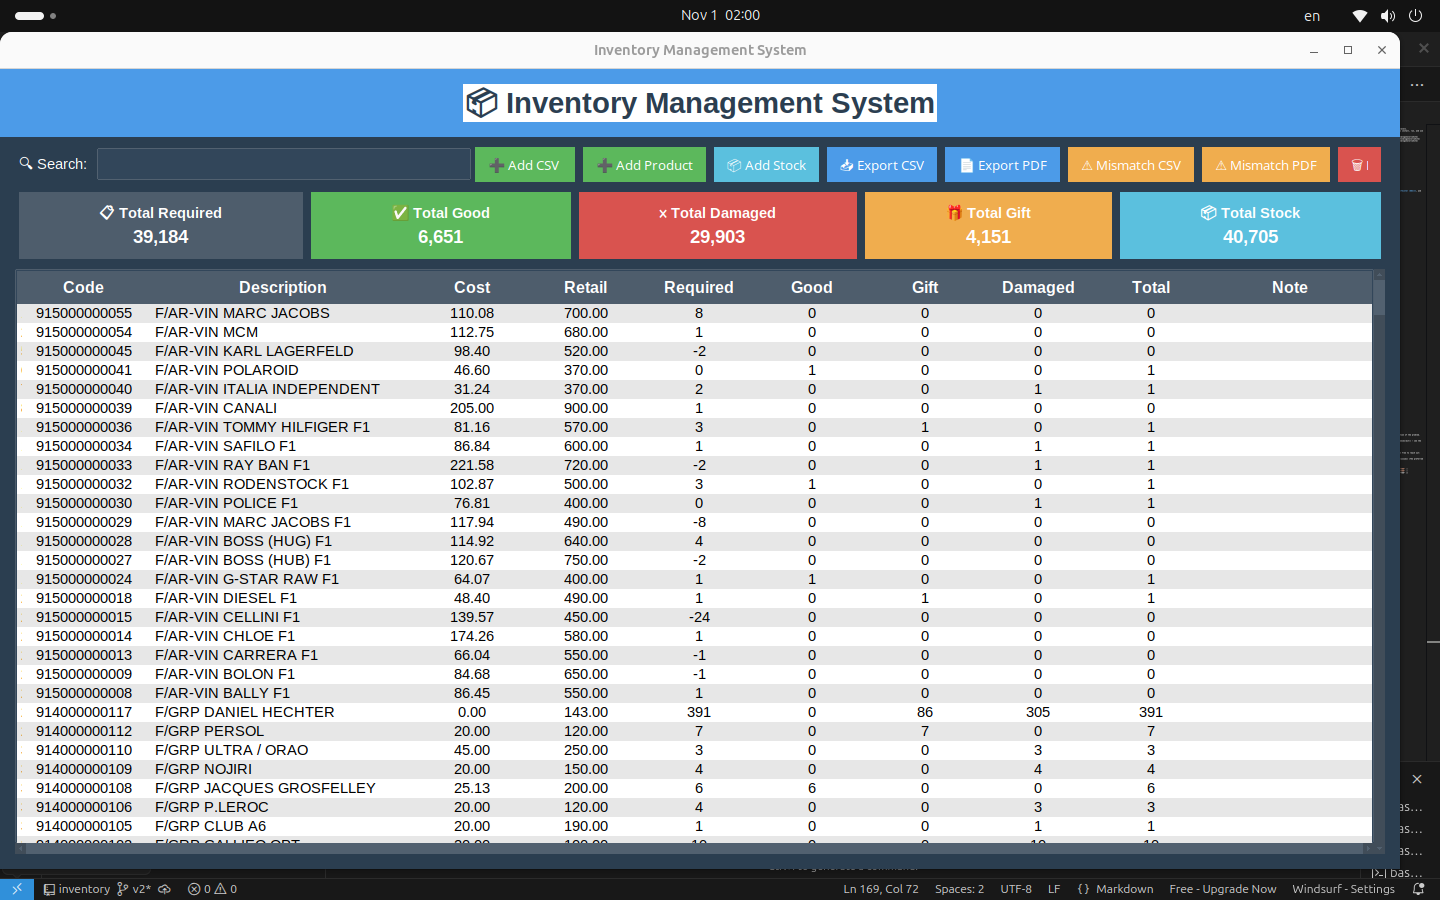 Nov 1 02:00
en
Inventory Management System
Inventory Management System
Search:
Add CSV
Add Product
Add Stock
Export CSV
Export PDF
Mismatch CSV
Mismatch PDF
Total Required
39,184
Total Good
6,651
x Total Damaged
29,903
Total Gift
4,151
Total Stock
40,705
Code Description Cost Retail Required Good Gift Damaged Total Note
915000000055 F/AR-VIN MARC JACOBS 110.08 700.00 8 0 0 0 0
915000000054 F/AR-VIN MCM 112.75 680.00 1 0 0 0 0
915000000045 F/AR-VIN KARL LAGERFELD 98.40 520.00 -2 0 0 0 0
915000000041 F/AR-VIN POLAROID 46.60 370.00 0 1 0 0 1
915000000040 F/AR-VIN ITALIA INDEPENDENT 31.24 370.00 2 0 0 1 1
915000000039 F/AR-VIN CANALI 205.00 900.00 1 0 0 0 0
915000000036 F/AR-VIN TOMMY HILFIGER F1 81.16 570.00 3 0 1 0 1
915000000034 F/AR-VIN SAFILO F1 86.84 600.00 1 0 0 1 1
915000000033 F/AR-VIN RAY BAN F1 221.58 720.00 -2 0 0 1 1
915000000032 F/AR-VIN RODENSTOCK F1 102.87 500.00 3 1 0 0 1
915000000030 F/AR-VIN POLICE F1 76.81 400.00 0 0 0 1 1
915000000029 F/AR-VIN MARC JACOBS F1 117.94 490.00 -8 0 0 0 0
915000000028 F/AR-VIN BOSS (HUG) F1 114.92 640.00 4 0 0 0 0
915000000027 F/AR-VIN BOSS (HUB) F1 120.67 750.00 -2 0 0 0 0
915000000024 F/AR-VIN G-STAR RAW F1 64.07 400.00 1 1 0 0 1
915000000018 F/AR-VIN DIESEL F1 48.40 490.00 1 0 1 0 1
915000000015 F/AR-VIN CELLINI F1 139.57 450.00 -24 0 0 0 0
915000000014 F/AR-VIN CHLOE F1 174.26 580.00 1 0 0 0 0
915000000013 F/AR-VIN CARRERA F1 66.04 550.00 -1 0 0 0 0
915000000009 F/AR-VIN BOLON F1 84.68 650.00 -1 0 0 0 0
915000000008 F/AR-VIN BALLY F1 86.45 550.00 1 0 0 0 0
914000000117 F/GRP DANIEL HECHTER 0.00 143.00 391 0 86 305 391
914000000112 F/GRP PERSOL 20.00 120.00 7 0 7 0 7
914000000110 F/GRP ULTRA / ORAO 45.00 250.00 3 0 0 3 3
914000000109 F/GRP NOJIRI 20.00 150.00 4 0 0 4 4
914000000108 F/GRP JACQUES GROSFELLEY 25.13 200.00 6 6 0 0 6
914000000106 F/GRP P.LEROC 20.00 120.00 4 0 0 3 3
914000000105 F/GRP CLUB A6 20.00 190.00 1 0 0 1 1
bas...
inventory v2* 0 0 Ln 169, Col 72 Spaces: 2 UTF-8 LF {} Markdown Free - Upgrade Now Windsurf - Settings